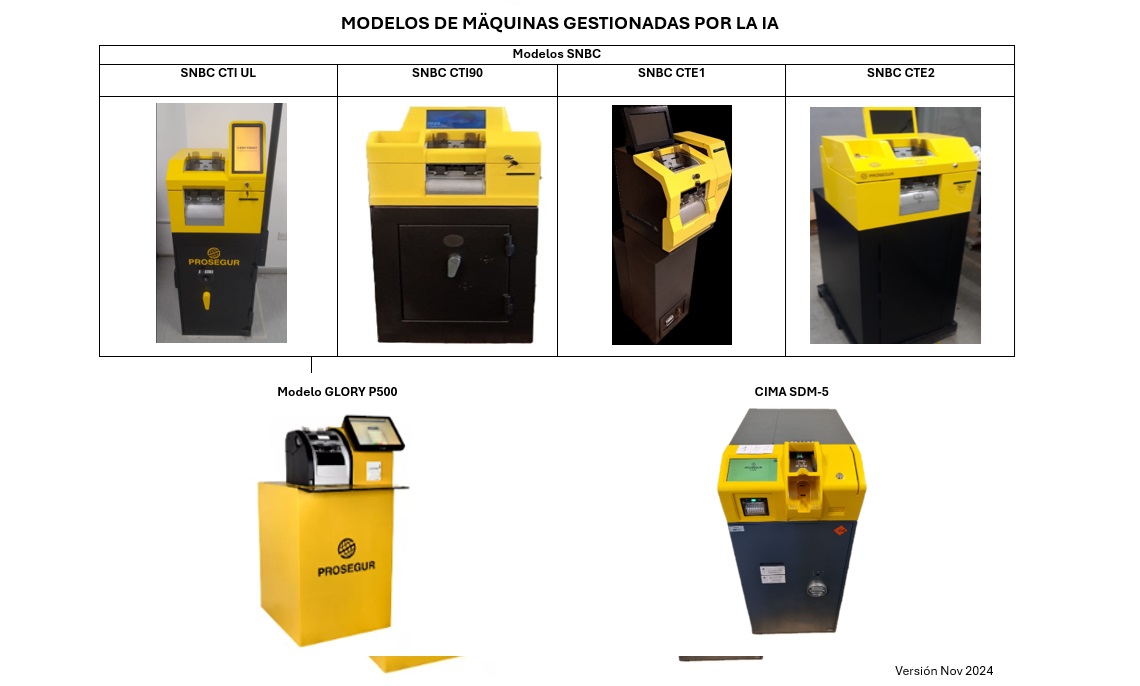 MODELOS DE MÄQUINAS GESTIONADAS POR LA IA
Modelos SNBC
SNBC CTI UL
SNBC CTI90
SNBC CTE1
SNBC CTE2
PROSEGUR
PROSEGUR
Modelo GLORY P500
CIMA SDM-5
PROSEGUR
Versión Nov 2024